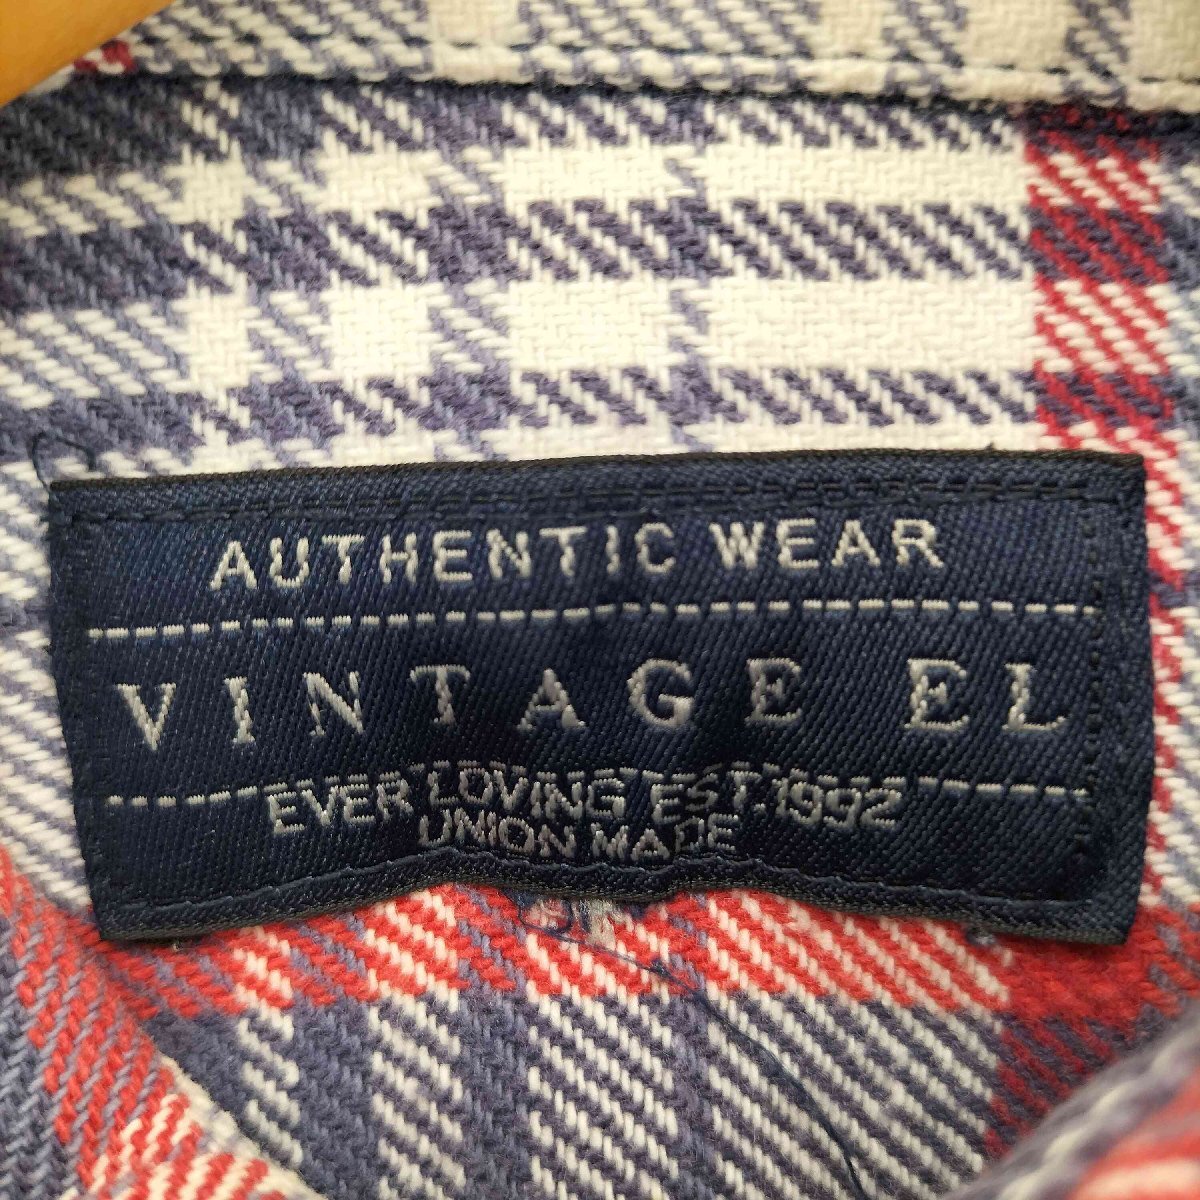 AUTHENTIC WEAR
VINTAGE EL
EVER LOVING EST.1992
UNION MADE